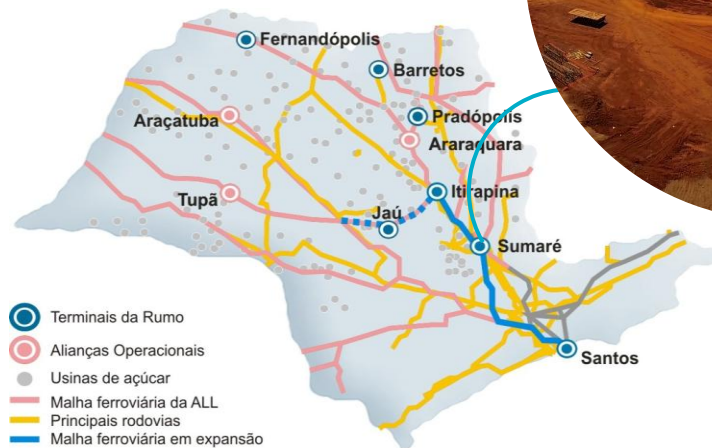 Fernandópolis
Barretos
Araçatuba
Pradópolis
Araraquara
Tupã
Jaú
Itirapina
Sumaré
Santos
Terminais da Rumo
Alianças Operacionais
Usinas de açúcar
Malha ferroviária da ALL
Principais rodovias
Malha ferroviária em expansão